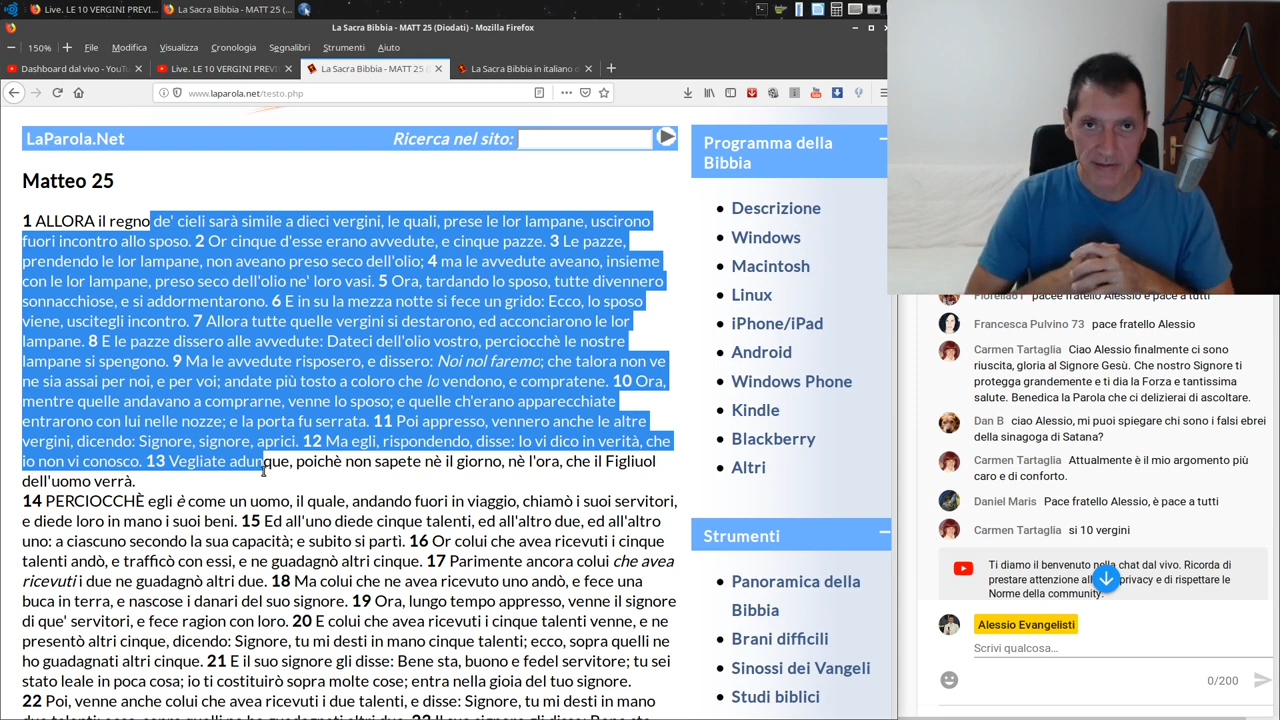 Live. LE 10 VERGINI PREVI
La Sacra Bibbia - MATT 25 (...
La Sacra Bibbia - MATT 25 (Diodati) - Mozilla Firefox
150%
File
Modifica
Visualizza
Cronologia
Segnalibri
Strumenti
Aiuto
Dashboard dal vivo - YouTu
Live. LE 10 VERGINI PREVI
La Sacra Bibbia - MATT 25 (
La Sacra Bibbia in italiano d
www.laparola.net/testo.php
LaParola.Net
Ricerca nel sito:
Matteo 25
1 ALLORA il regno de' cieli sarà simile a dieci vergini, le quali, prese le lor lampane, uscirono
fuori incontro allo sposo. 2 Or cinque d'esse erano avvedute, e cinque pazze. 3 Le pazze,
prendendo le lor lampane, non aveano preso seco dell'olio; 4 ma le avvedute aveano, insieme
con le lor lampane, preso seco dell'olio ne' loro vasi. 5 Ora, tardando lo sposo, tutte divennero
sonnacchiose, e si addormentarono. 6 E in su la mezza notte si fece un grido: Ecco, lo sposo
viene, uscitegli incontro. 7 Allora tutte quelle vergini si destarono, ed acconciarono le lor
lampane. 8 E le pazze dissero alle avvedute: Dateci dell'olio vostro, perciocchè le nostre
lampane si spengono. 9 Ma le avvedute risposero, e dissero: Noi nol faremo; che talora non ve
ne sia assai per noi, e per voi; andate più tosto a coloro che lo vendono, e compratene. 10 Ora,
mentre quelle andavano a comprarne, venne lo sposo; e quelle ch'erano apparecchiate
entrarono con lui nelle nozze; e la porta fu serrata. 11 Poi appresso, vennero anche le altre
vergini, dicendo: Signore, signore, aprici. 12 Ma egli, rispondendo, disse: Io vi dico in verità, che
io non vi conosco. 13 Vegliate adunque, poichè non sapete nè il giorno, nè l'ora, che il Figliuol
dell'uomo verrà.
14 PERCIOCCHÈ egli è come un uomo, il quale, andando fuori in viaggio, chiamò i suoi servitori,
e diede loro in mano i suoi beni. 15 Ed all'uno diede cinque talenti, ed all'altro due, ed all'altro
uno: a ciascuno secondo la sua capacità; e subito si partì. 16 Or colui che avea ricevuti i cinque
talenti andò, e trafficò con essi, e ne guadagnò altri cinque. 17 Parimente ancora colui che avea
ricevuti i due ne guadagnò altri due. 18 Ma colui che ne avea ricevuto uno andò, e fece una
buca in terra, e nascose i danari del suo signore. 19 Ora, lungo tempo appresso, venne il signore
di que' servitori, e fece ragion con loro. 20 E colui che avea ricevuti i cinque talenti venne, e ne
presentò altri cinque, dicendo: Signore, tu mi desti in mano cinque talenti; ecco, sopra quelli ne
ho guadagnati altri cinque. 21 E il suo signore gli disse: Bene sta, buono e fedel servitore; tu sei
stato leale in poca cosa; io ti costituirò sopra molte cose; entra nella gioia del tuo signore.
22 Poi, venne anche colui che avea ricevuti i due talenti, e disse: Signore, tu mi desti in mano
Programma della
Bibbia
Descrizione
Windows
Macintosh
Linux
iPhone/iPad
Android
Windows Phone
Kindle
Blackberry
Altri
Strumenti
Panoramica della
Bibbia
Brani difficili
Sinossi dei Vangeli
Studi biblici
Fiorella61 pacee fratello Alessio e pace a tutti
Francesca Pulvino 73 pace fratello Alessio
Carmen Tartaglia Ciao Alessio finalmente ci sono
riuscita, gloria al Signore Gesù. Che nostro Signore ti
protegga grandemente e ti dia la Forza e tantissima
salute. Benedica la Parola che ci delizierai di ascoltare.
Dan B ciao Alessio, mi puoi spiegare chi sono i falsi ebrei
della sinagoga di Satana?
Carmen Tartaglia Attualmente è il mio argomento più
caro e di conforto.
Daniel Maris Pace fratello Alessio, è pace a tutti
Carmen Tartaglia si 10 vergini
Ti diamo il benvenuto nella chat dal vivo. Ricorda di
prestare attenzione privacy e di rispettare le
Norme della community.
Alessio Evangelisti
Scrivi qualcosa...
0/200